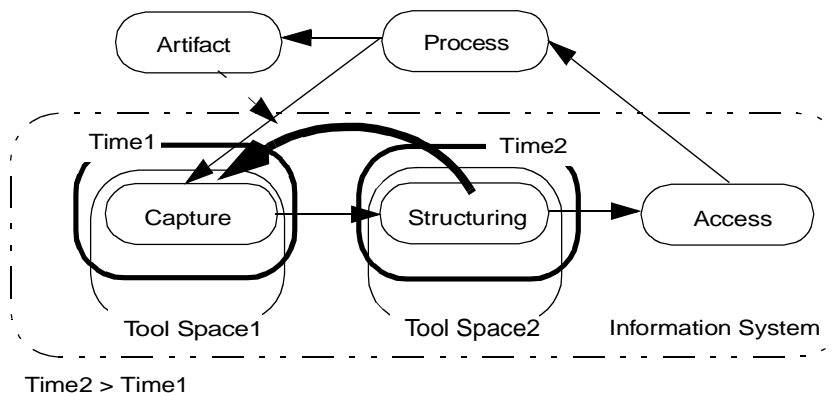 Artifact
Process
Time1
Time2
Capture
Structuring
Access
Tool Space1
Tool Space2
Information System
Time2 > Time1